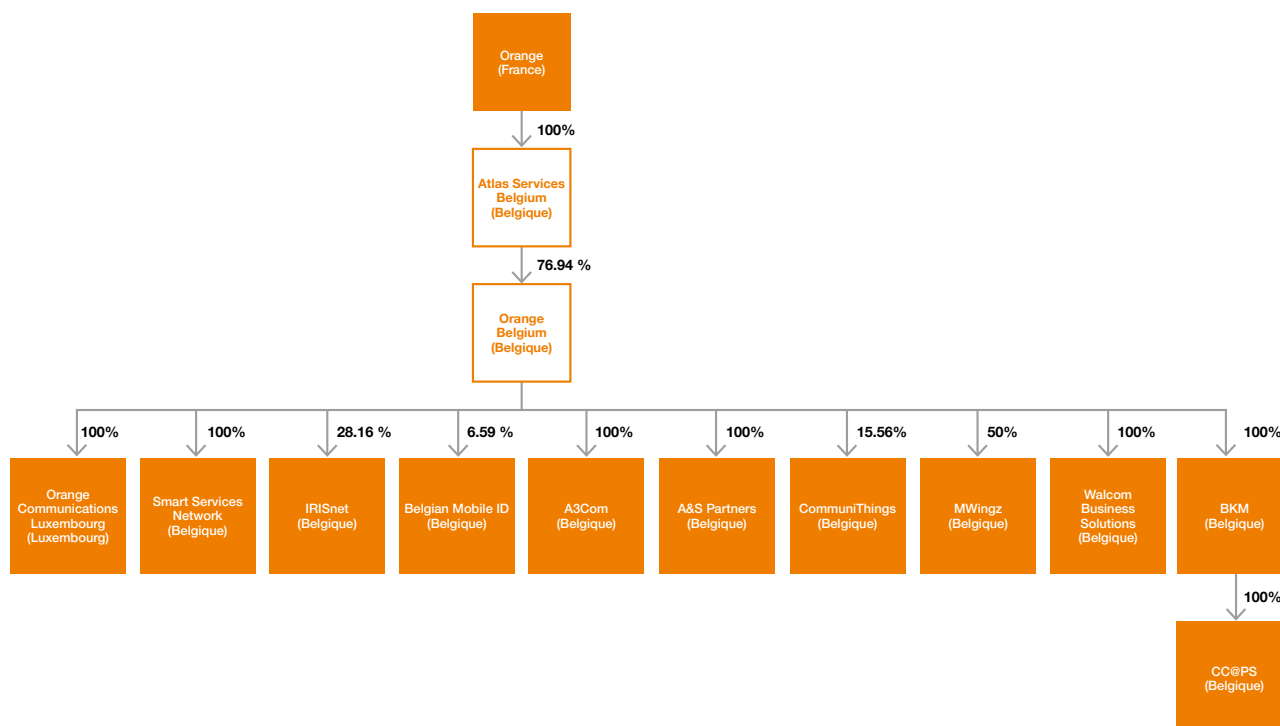 Orange
(France)
100%
Atlas Services
Belgium
(Belgique)
76.94 %
Orange
Belgium
(Belgique)
100%
100%
28.16 %
6.59 %
100%
100%
15.56%
50%
100%
100%
Orange
Communications
Luxembourg
(Luxembourg)
Smart Services
Network
(Belgique)
IRISnet
(Belgique)
Belgian Mobile ID
(Belgique)
A3Com
(Belgique)
A&S Partners
(Belgique)
CommuniThings
(Belgique)
MWingz
(Belgique)
Walcom
Business
Solutions
(Belgique)
BKM
(Belgique)
100%
CC@PS
(Belgique)